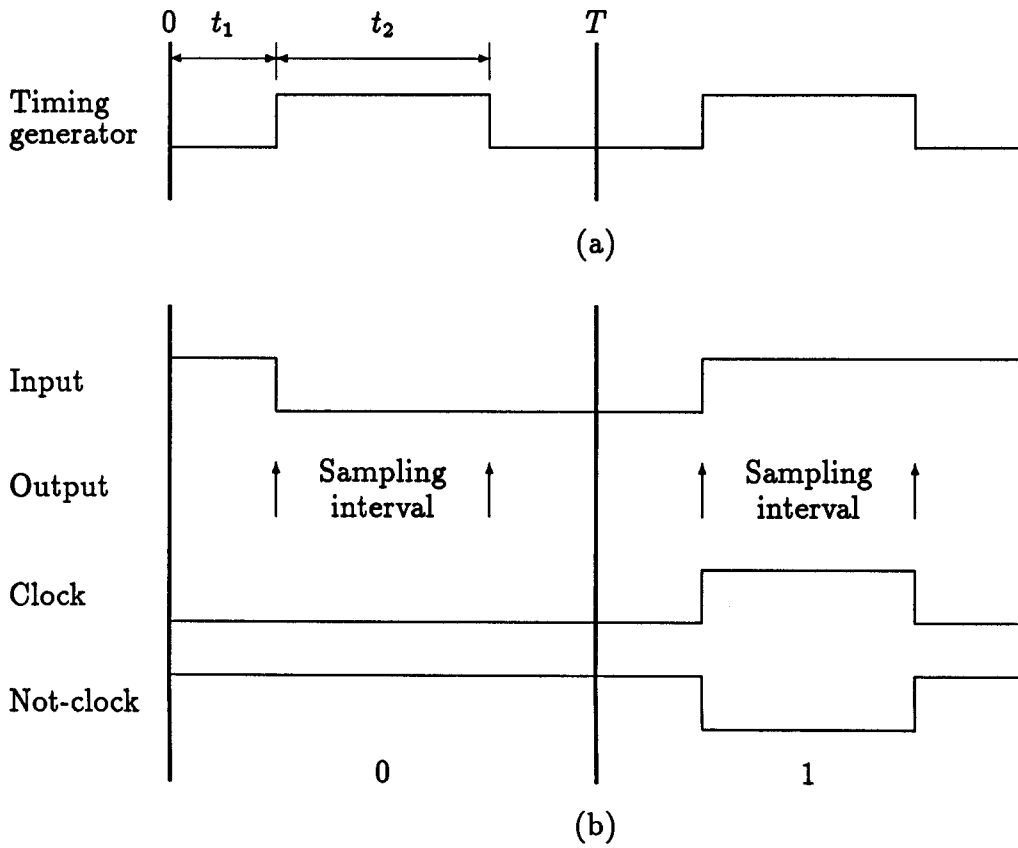 0 t₁ t₂ T
Timing
generator
(a)
Input
Output
Sampling
interval
Sampling
interval
Clock
Not-clock
0 1
(b)